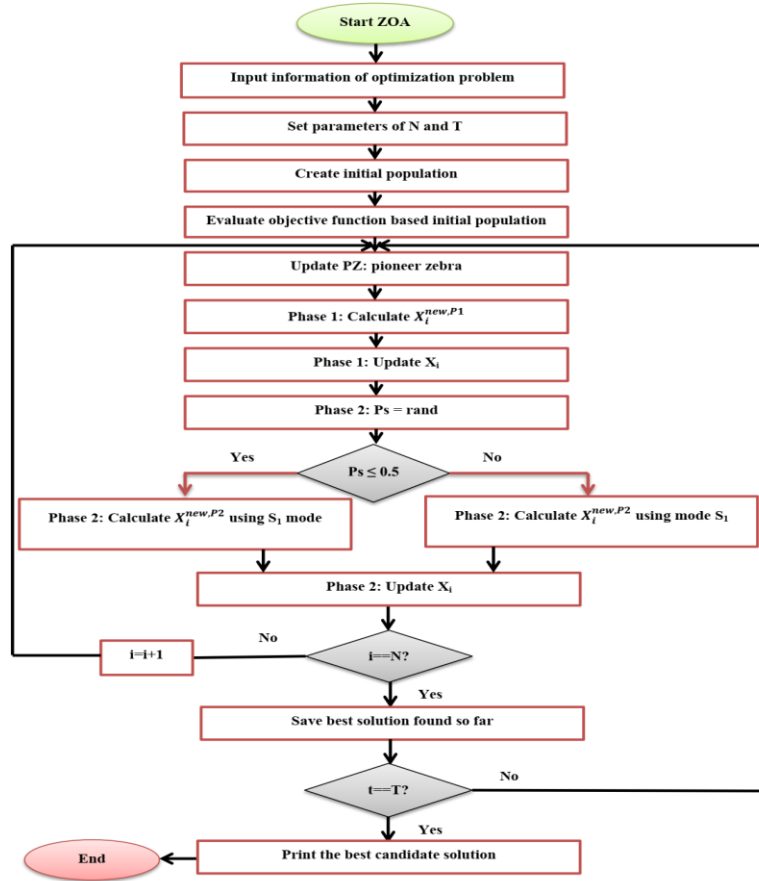 Start ZOA
Input information of optimization problem
Set parameters of N and T
Create initial population
Evaluate objective function based initial population
Update PZ: pioneer zebra
Phase 1: Calculate $X_i^{new,P1}$
Phase 1: Update X$_i$
Phase 2: Ps = rand
Yes
Ps ≤ 0.5
No
Phase 2: Calculate $X_i^{new,P2}$ using S$_1$ mode
Phase 2: Calculate $X_i^{new,P2}$ using mode S$_1$
Phase 2: Update X$_i$
i=i+1
No
i==N?
Yes
Save best solution found so far
t==T?
No
Yes
Print the best candidate solution
End